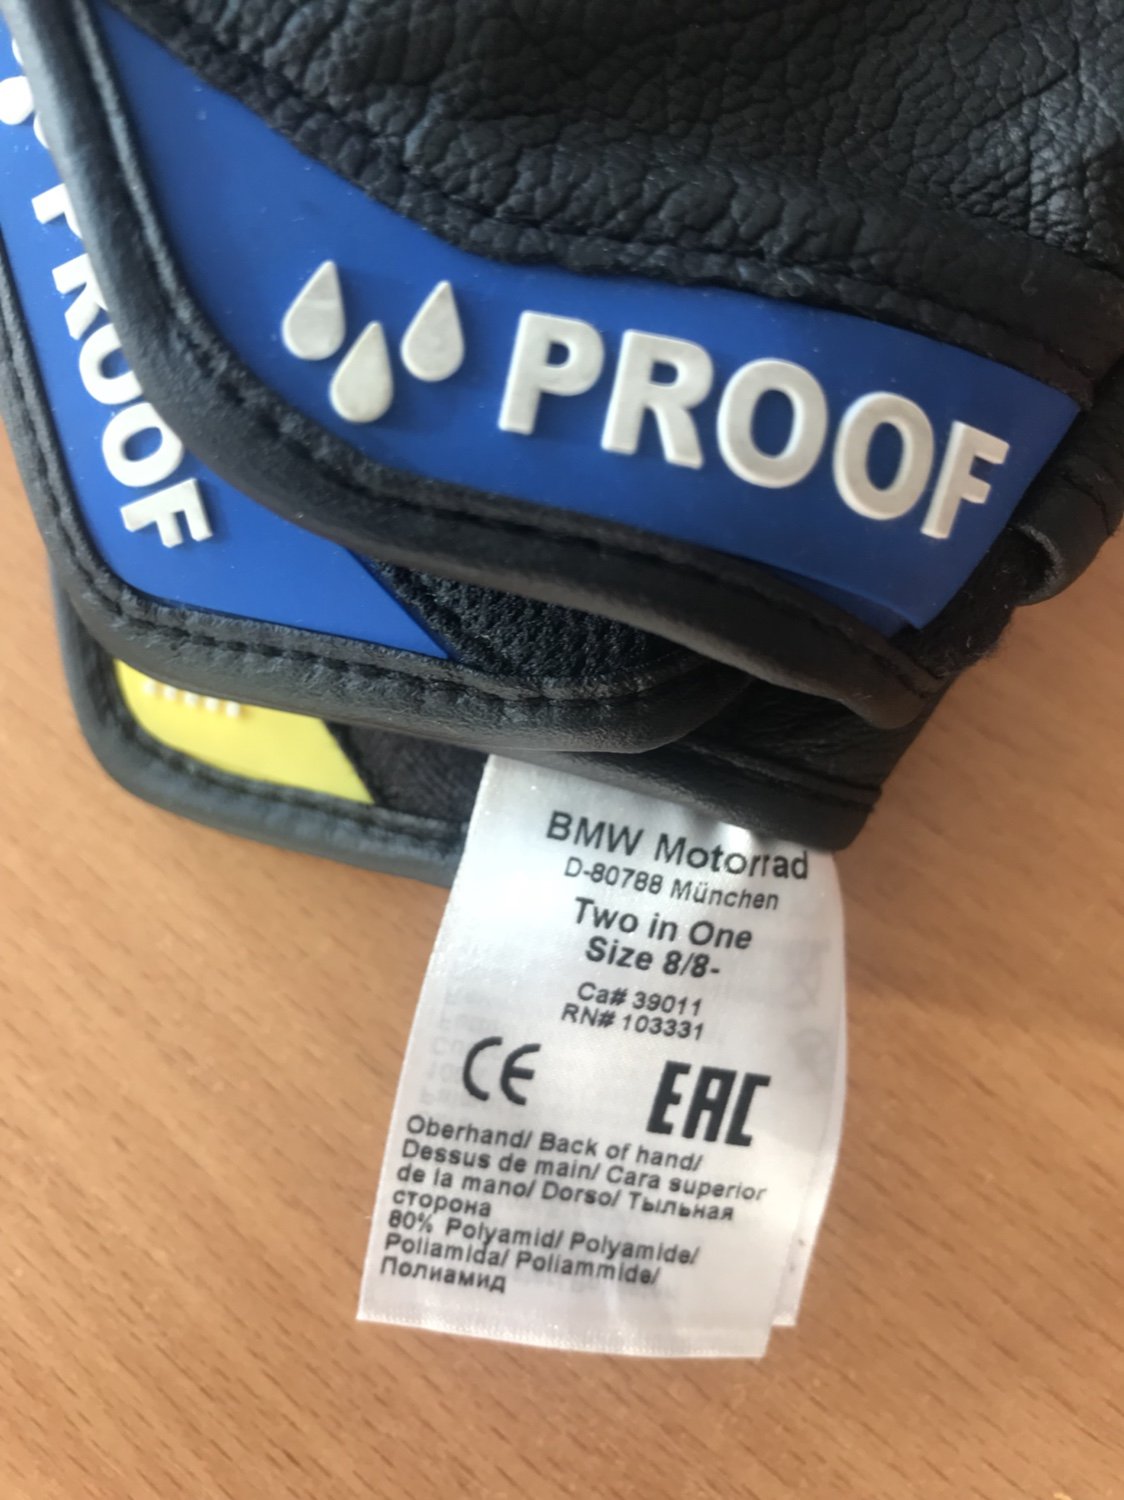 PROOF
PROOF
BMW Motorrad
D-80788 München
Two in One
Size 8/8-
Ca# 39011
RN# 103331
CE
EAC
Oberhand/ Back of hand/
Dessus de main/ Cara superior
de la mano/ Dorso/ Тыльная
сторона
80% Polyamid/ Polyamide/
Poliamida/ Poliammide/
Полиамид